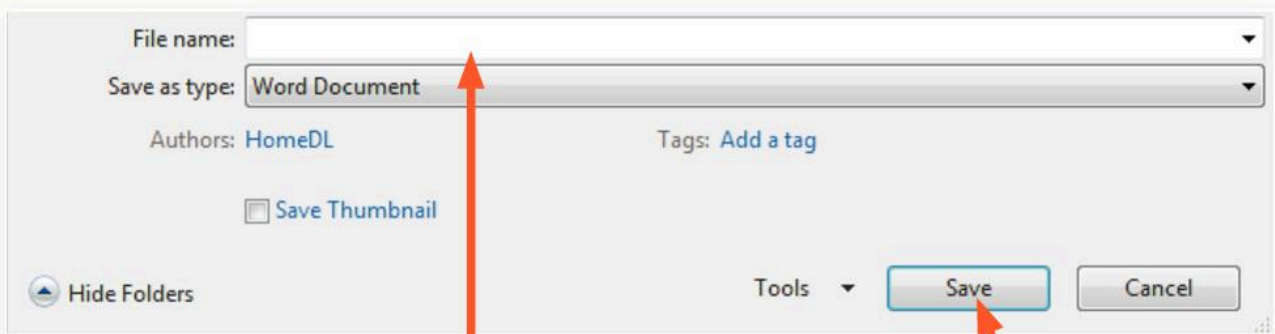 File name:
Save as type: Word Document
Authors: HomeDL Tags: Add a tag
Save Thumbnail
Hide Folders Tools Save Cancel